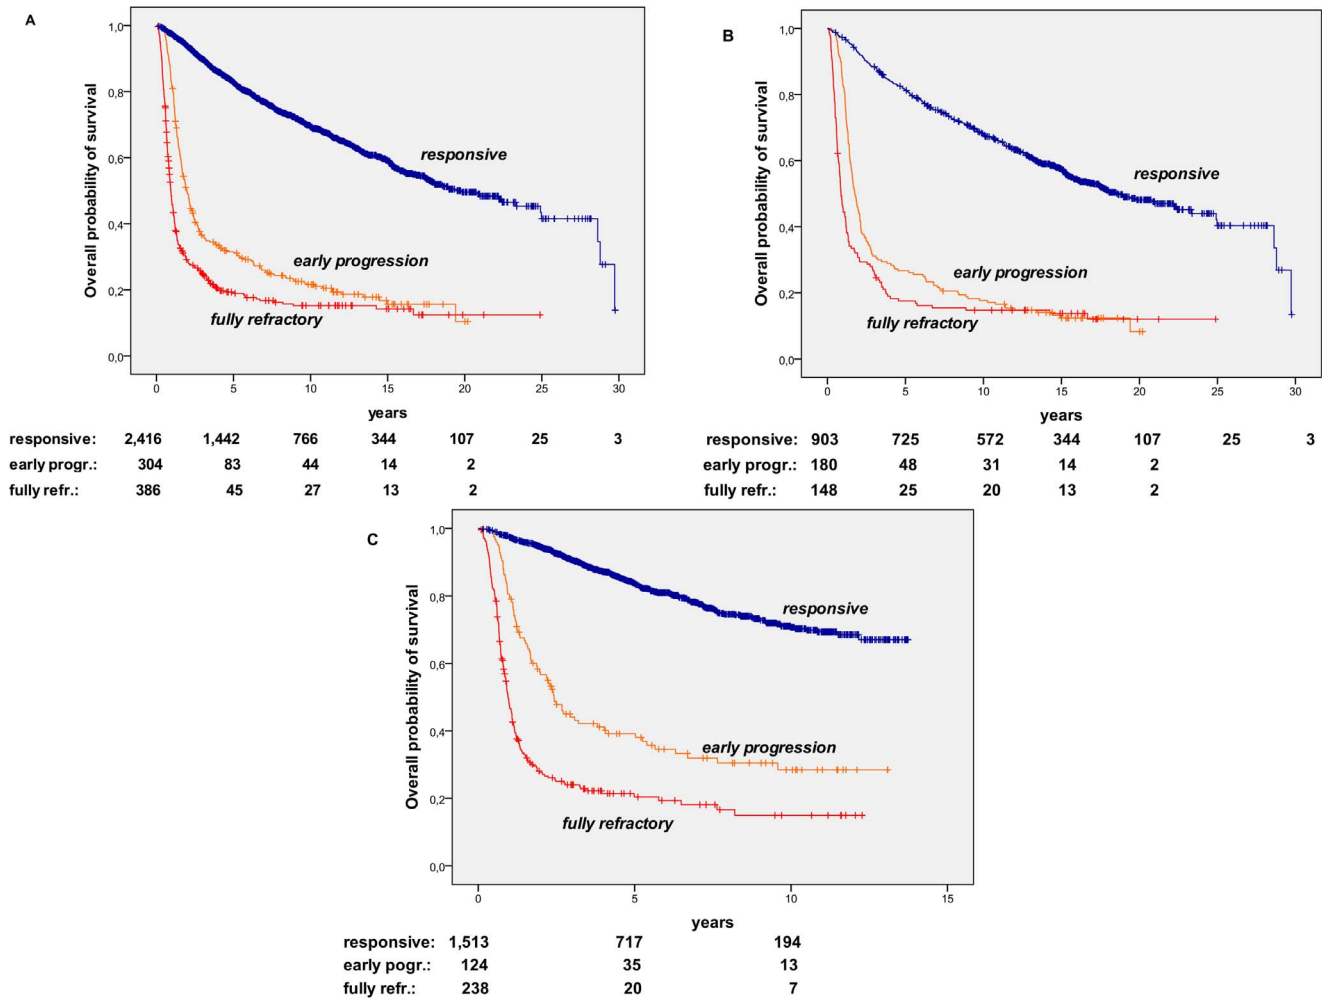 A
Overall probability of survival
1,0
0,8
0,6
0,4
0,2
0,0
responsive
early progression
fully refractory
0 5 10 15 20 25 30
years
responsive: 2,416 1,442 766 344 107 25 3
early progr.: 304 83 44 14 2
fully refr.: 386 45 27 13 2
B
Overall probability of survival
1,0
0,8
0,6
0,4
0,2
0,0
responsive
early progression
fully refractory
0 5 10 15 20 25 30
years
responsive: 903 725 572 344 107 25 3
early progr.: 180 48 31 14 2
fully refr.: 148 25 20 13 2
C
Overall probability of survival
1,0
0,8
0,6
0,4
0,2
0,0
responsive
early progression
fully refractory
0 5 10 15
years
responsive: 1,513 717 194
early pogr.: 124 35 13
fully refr.: 238 20 7